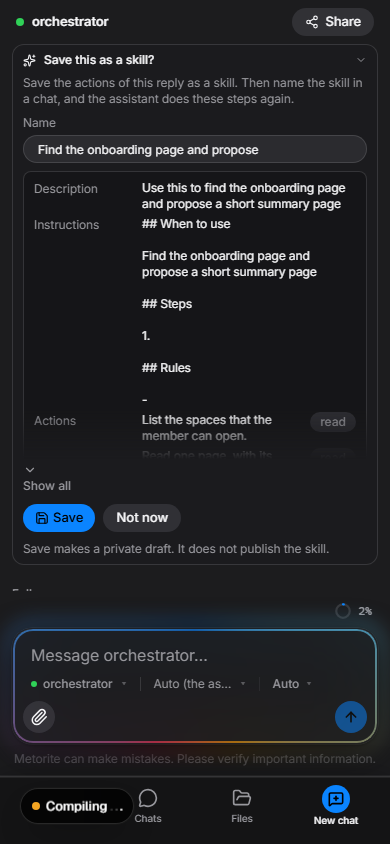 orchestrator
Share
Save this as a skill?
Save the actions of this reply as a skill. Then name the skill in
a chat, and the assistant does these steps again.
Name
Find the onboarding page and propose
Description
Use this to find the onboarding page
and propose a short summary page
Instructions
## When to use
Find the onboarding page and
propose a short summary page
## Steps
1.
## Rules
-
Actions
List the spaces that the
member can open.
read
Read one page, with its
Show all
Save
Not now
Save makes a private draft. It does not publish the skill.
2%
Message orchestrator...
orchestrator
Auto (the as...
Auto
Metorite can make mistakes. Please verify important information.
Compiling ...
Chats
Files
New chat